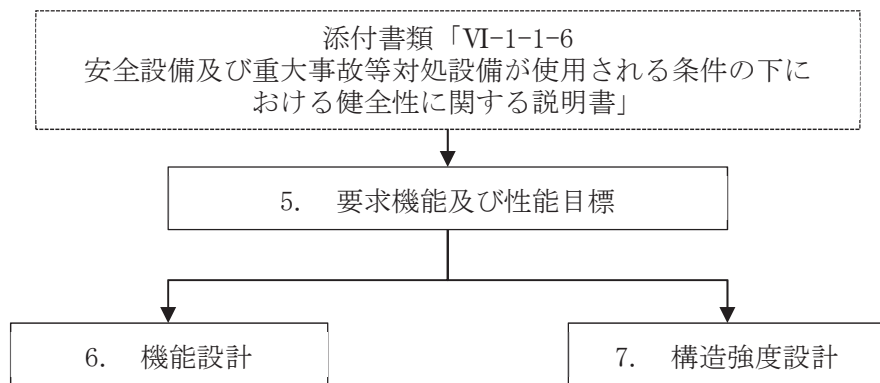 添付書類「Ⅵ-1-1-6
安全設備及び重大事故等対処設備が使用される条件の下に
おける健全性に関する説明書」
5. 要求機能及び性能目標
6. 機能設計
7. 構造強度設計